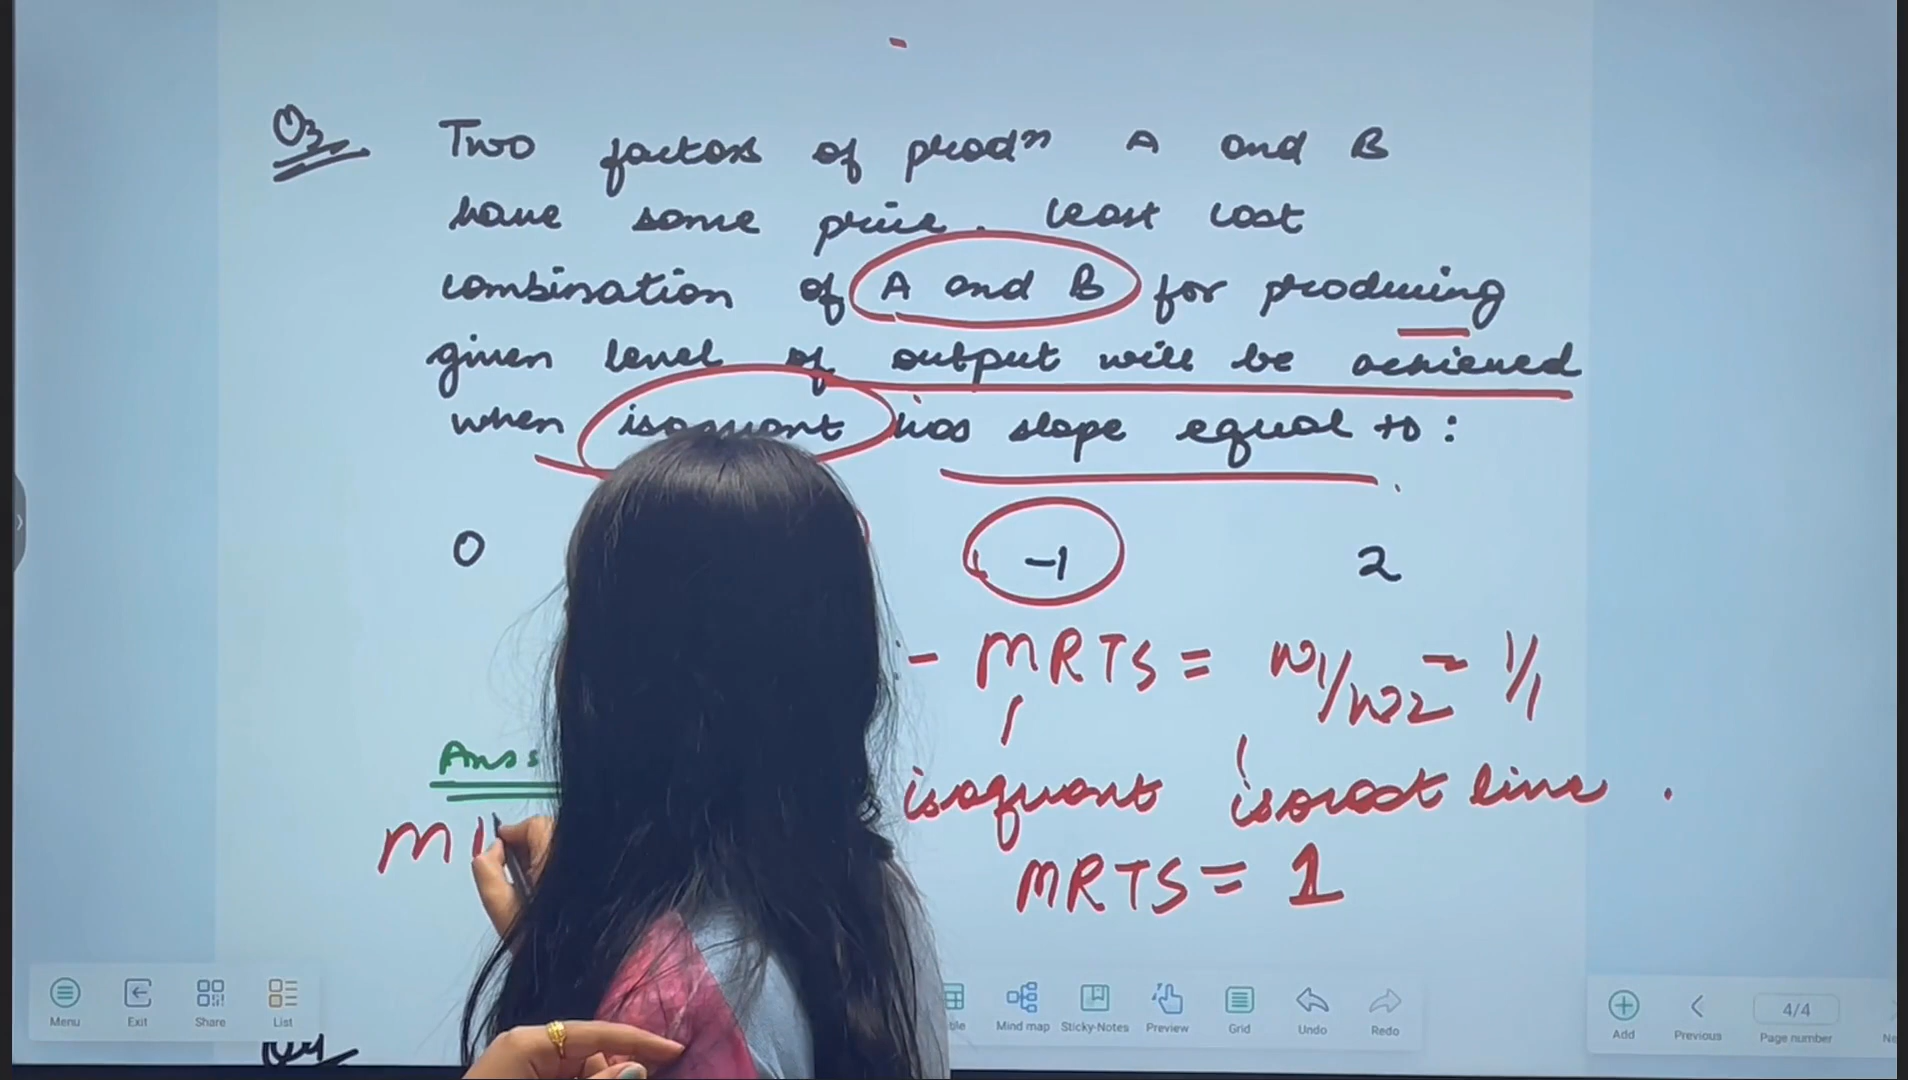 Q3 Two factors of prodn A and B
have same price. Least cost
combination of A and B for producing
given level of output will be achieved
when isoquant has slope equal to:
0 -1 2
- MRTS = w1/w2 = 1/1
Ans
isoquant isocost line.
M
MRTS = 1
Menu Exit Share List Mind map Sticky-Notes Preview Grid Undo Redo Add Previous 4/4 Page number
Q4